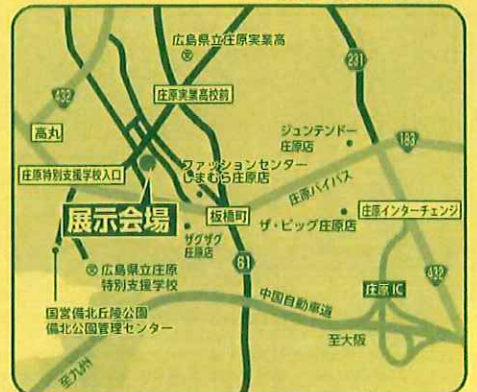 広島県立庄原実業高
231
432
庄原実業高校前
高丸
ジュンテンドー
庄原店
183
庄原特別支援学校入口
ファッションセンター
しまむら庄原店
庄原バイパス
展示会場
板橋町
庄原インターチェンジ
ザグザグ
庄原店
ザ・ビッグ庄原店
61
広島県立庄原
特別支援学校
432
庄原IC
中国自動車道
国営備北丘陵公園
備北公園管理センター
至大阪
至九州